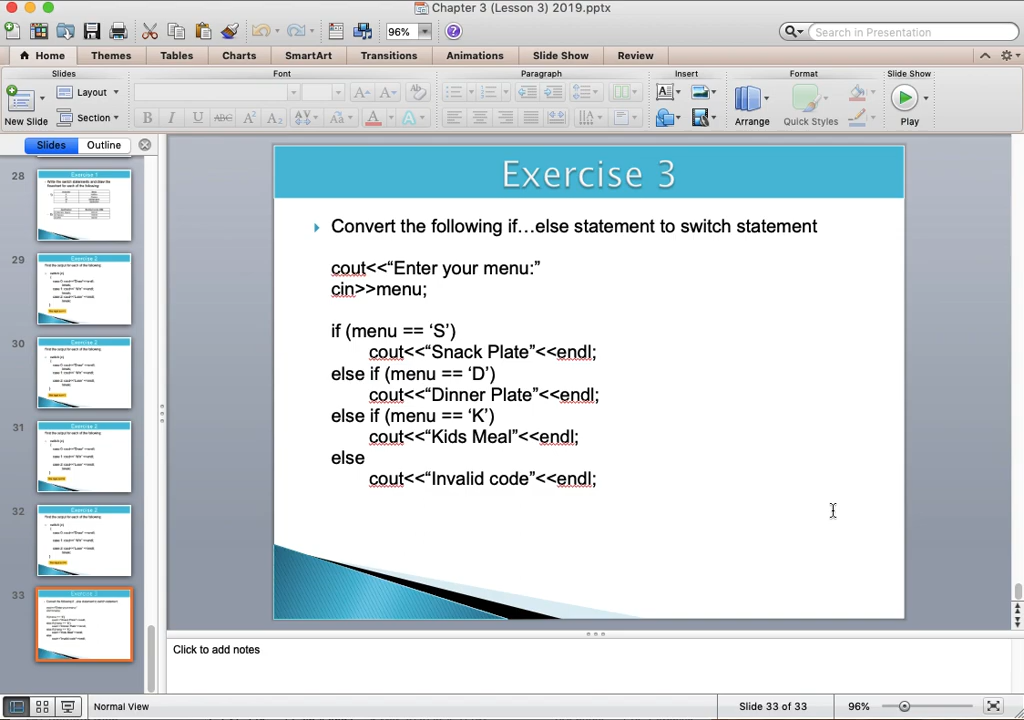 Chapter 3 (Lesson 3) 2019.pptx
96%
Search in Presentation
Home Themes Tables Charts SmartArt Transitions Animations Slide Show Review
Slides Font Paragraph Insert Format Slide Show
Layout
New Slide Section
B I U ABC A² A₂
Arrange Quick Styles Play
Slides Outline
28
29
30
31
32
33
Exercise 3
Convert the following if…else statement to switch statement
cout<<“Enter your menu:”
cin>>menu;
if (menu == ‘S’)
cout<<“Snack Plate”<<endl;
else if (menu == ‘D’)
cout<<“Dinner Plate”<<endl;
else if (menu == ‘K’)
cout<<“Kids Meal”<<endl;
else
cout<<“Invalid code”<<endl;
Click to add notes
Normal View Slide 33 of 33 96%